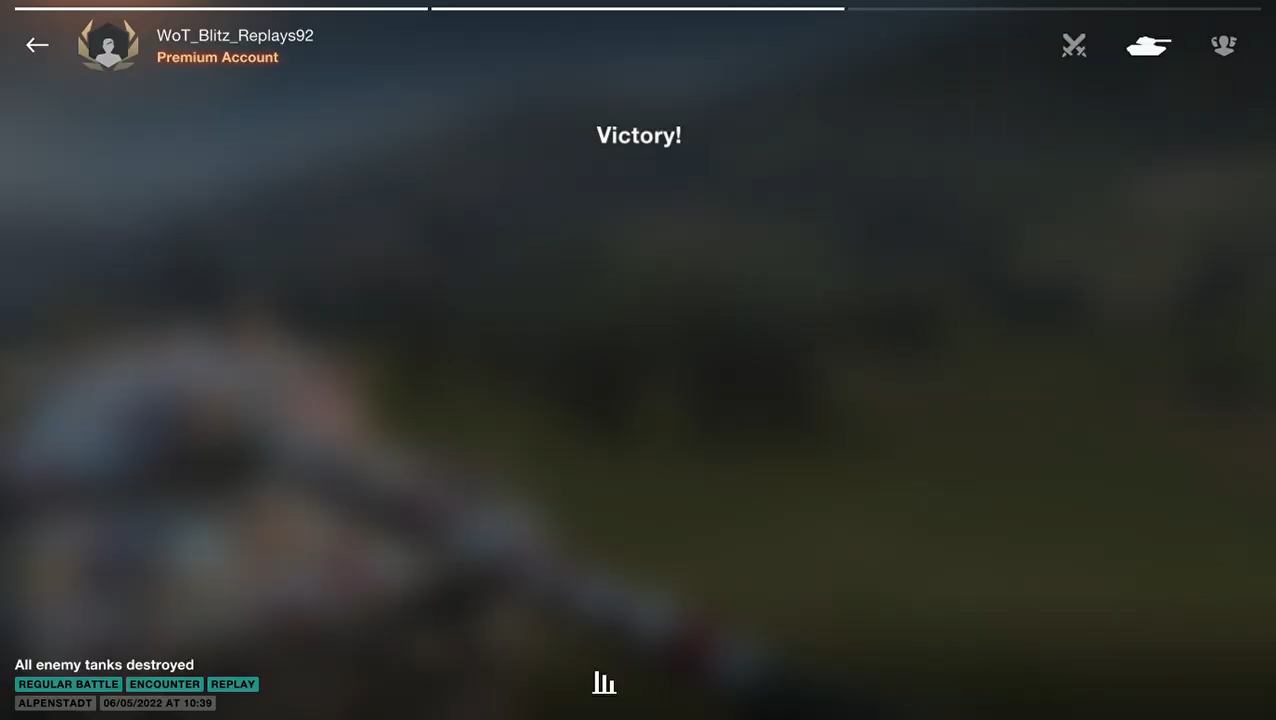 WoT_Blitz_Replays92
Premium Account
Victory!
All enemy tanks destroyed
REGULAR BATTLE ENCOUNTER REPLAY
ALPENSTADT 06/05/2022 AT 10:39